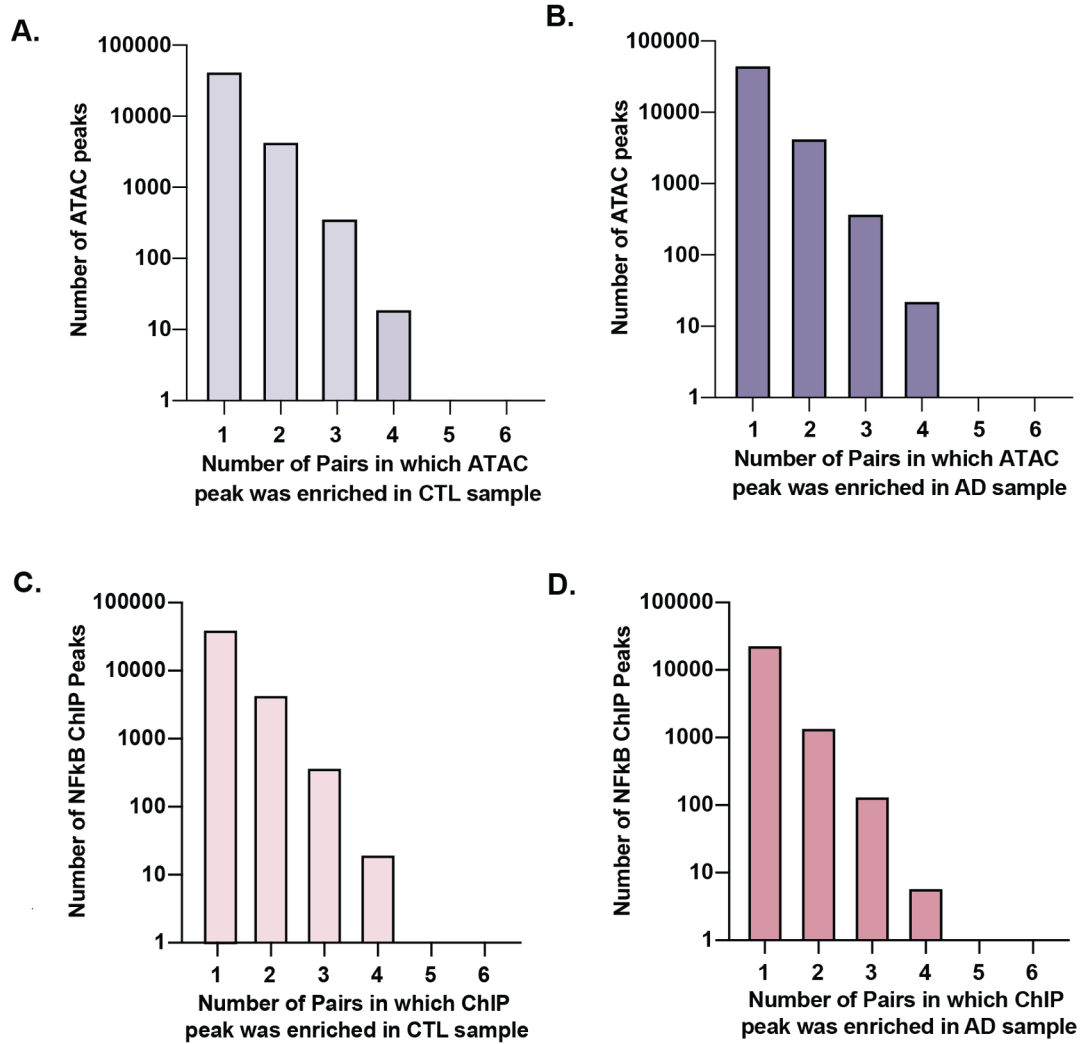 A.
Number of ATAC peaks
100000
10000
1000
100
10
1
1 2 3 4 5 6
Number of Pairs in which ATAC
peak was enriched in CTL sample
B.
Number of ATAC peaks
100000
10000
1000
100
10
1
1 2 3 4 5 6
Number of Pairs in which ATAC
peak was enriched in AD sample
C.
Number of NFkB ChIP Peaks
100000
10000
1000
100
10
1
1 2 3 4 5 6
Number of Pairs in which ChIP
peak was enriched in CTL sample
D.
Number of NFkB ChIP Peaks
100000
10000
1000
100
10
1
1 2 3 4 5 6
Number of Pairs in which ChIP
peak was enriched in AD sample